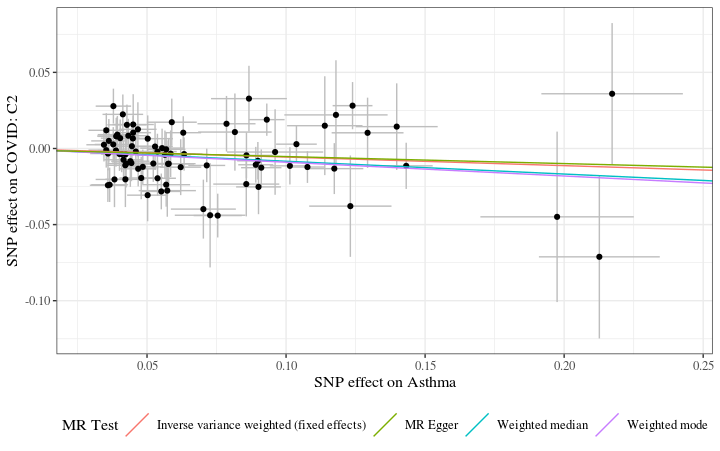 0.05
0.00
-0.05
-0.10
SNP effect on COVID: C2
0.05 0.10 0.15 0.20 0.25
SNP effect on Asthma
MR Test Inverse variance weighted (fixed effects) MR Egger Weighted median Weighted mode